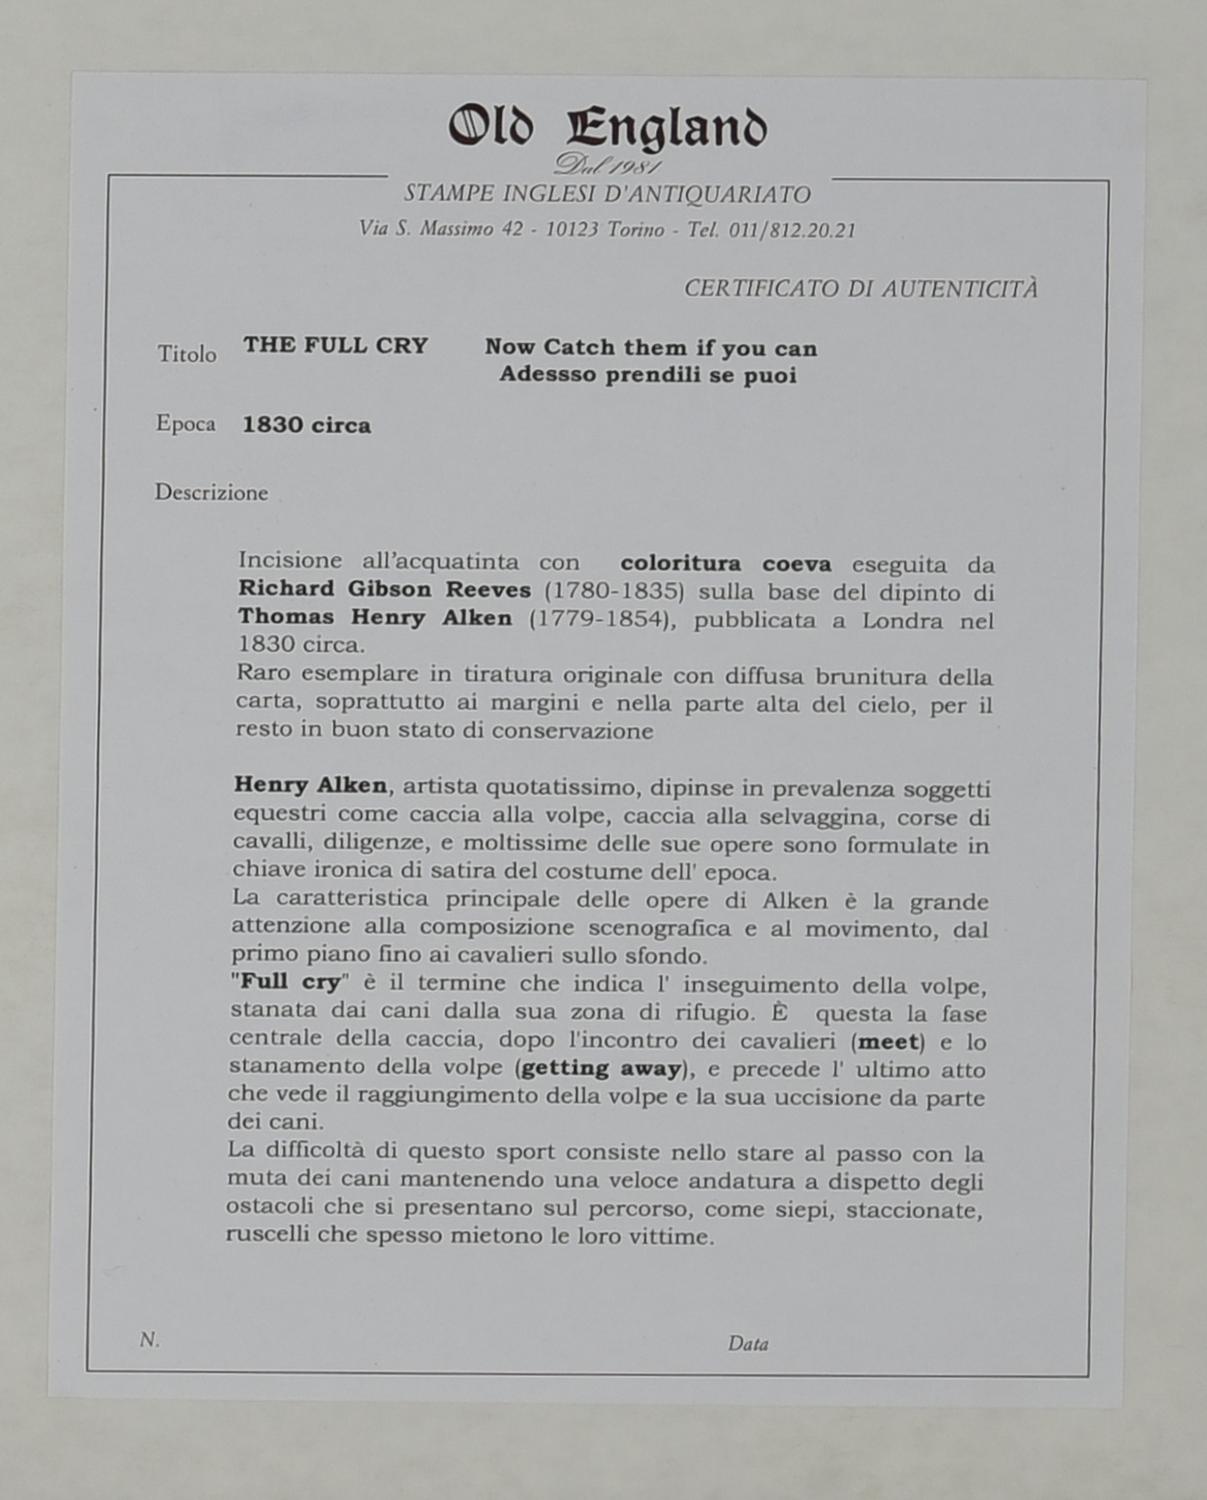 Old England
Dal 1981
STAMPE INGLESI D'ANTIQUARIATO
Via S. Massimo 42 - 10123 Torino - Tel. 011/812.20.21
CERTIFICATO DI AUTENTICITÀ
Titolo THE FULL CRY Now Catch them if you can
Adessso prendili se puoi
Epoca 1830 circa
Descrizione
Incisione all'acquatinta con coloritura coeva eseguita da
Richard Gibson Reeves (1780-1835) sulla base del dipinto di
Thomas Henry Alken (1779-1854), pubblicata a Londra nel
1830 circa.
Raro esemplare in tiratura originale con diffusa brunitura della
carta, soprattutto ai margini e nella parte alta del cielo, per il
resto in buon stato di conservazione
Henry Alken, artista quotatissimo, dipinse in prevalenza soggetti
equestri come caccia alla volpe, caccia alla selvaggina, corse di
cavalli, diligenze, e moltissime delle sue opere sono formulate in
chiave ironica di satira del costume dell' epoca.
La caratteristica principale delle opere di Alken è la grande
attenzione alla composizione scenografica e al movimento, dal
primo piano fino ai cavalieri sullo sfondo.
"Full cry" è il termine che indica l' inseguimento della volpe,
stanata dai cani dalla sua zona di rifugio. È questa la fase
centrale della caccia, dopo l'incontro dei cavalieri (meet) e lo
stanamento della volpe (getting away), e precede l' ultimo atto
che vede il raggiungimento della volpe e la sua uccisione da parte
dei cani.
La difficoltà di questo sport consiste nello stare al passo con la
muta dei cani mantenendo una veloce andatura a dispetto degli
ostacoli che si presentano sul percorso, come siepi, staccionate,
ruscelli che spesso mietono le loro vittime.
N. Data